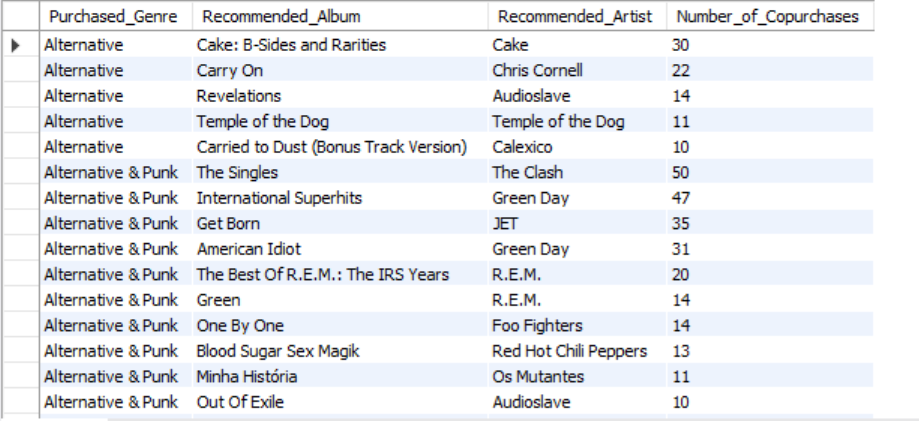 Purchased_Genre Recommended_Album Recommended_Artist Number_of_Copurchases
Alternative Cake: B-Sides and Rarities Cake 30
Alternative Carry On Chris Cornell 22
Alternative Revelations Audioslave 14
Alternative Temple of the Dog Temple of the Dog 11
Alternative Carried to Dust (Bonus Track Version) Calexico 10
Alternative & Punk The Singles The Clash 50
Alternative & Punk International Superhits Green Day 47
Alternative & Punk Get Born JET 35
Alternative & Punk American Idiot Green Day 31
Alternative & Punk The Best Of R.E.M.: The IRS Years R.E.M. 20
Alternative & Punk Green R.E.M. 14
Alternative & Punk One By One Foo Fighters 14
Alternative & Punk Blood Sugar Sex Magik Red Hot Chili Peppers 13
Alternative & Punk Minha História Os Mutantes 11
Alternative & Punk Out Of Exile Audioslave 10